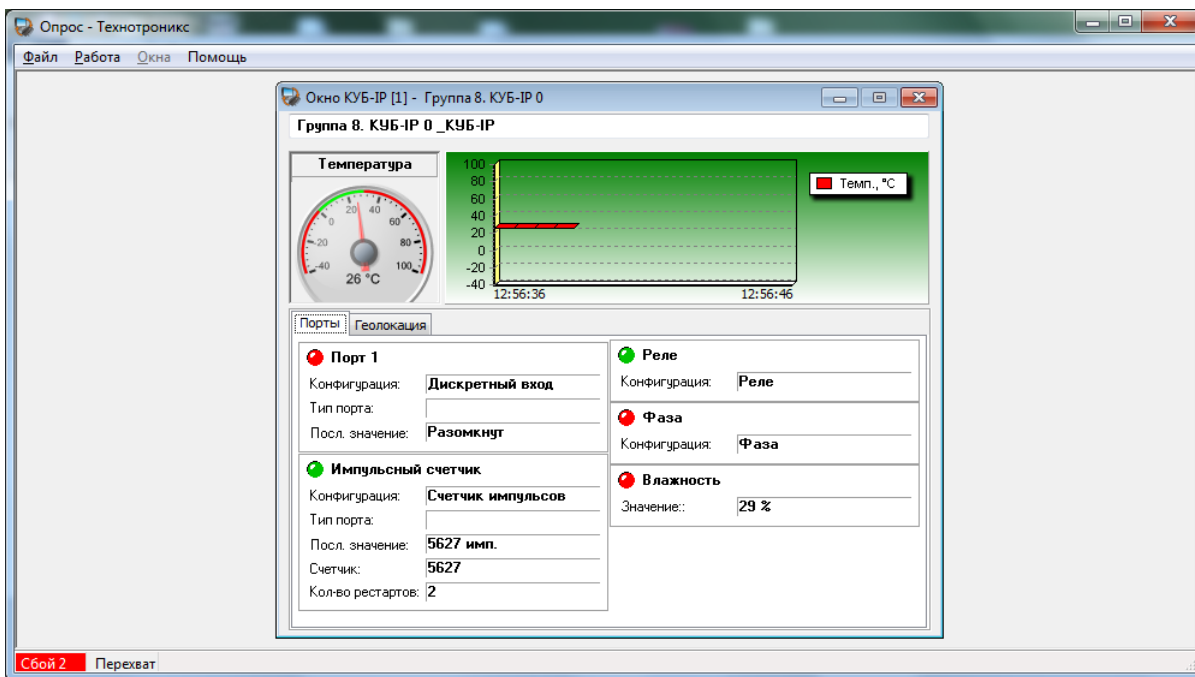 Опрос - Технотроникс
Файл Работа Окна Помощь
Окно КУБ-IP [1] - Группа 8. КУБ-IP 0
Группа 8. КУБ-IP 0 _КУБ-IP
Температура
-40 -20 0 20 40 60 80 100
26 °C
100
80
60
40
20
0
-20
-40
12:56:36 12:56:46
Темп., °C
Порты Геолокация
Порт 1
Конфигурация: Дискретный вход
Тип порта:
Посл. значение: Разомкнут
Импульсный счетчик
Конфигурация: Счетчик импульсов
Тип порта:
Посл. значение: 5627 имп.
Счетчик: 5627
Кол-во рестартов: 2
Реле
Конфигурация: Реле
Фаза
Конфигурация: Фаза
Влажность
Значение:: 29 %
Сбой 2 Перехват